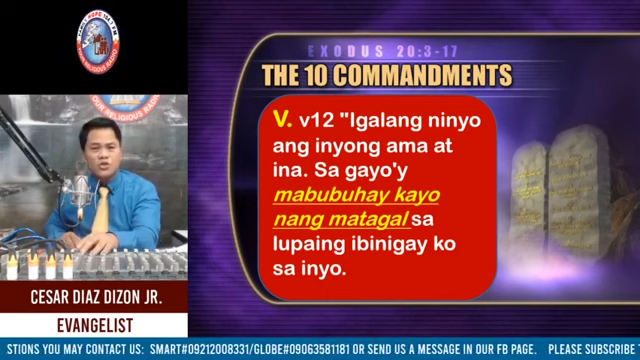 EXODUS 20:3-17
THE 10 COMMANDMENTS
V. v12 "Igalang ninyo
ang inyong ama at
ina. Sa gayo'y
mabubuhay kayo
nang matagal sa
lupaing ibinigay ko
sa inyo.
CESAR DIAZ DIZON JR.
EVANGELIST
STIONS YOU MAY CONTACT US: SMART#09212008331/GLOBE#09063581181 OR SEND US A MESSAGE IN OUR FB PAGE. PLEASE SUBSCRIBE